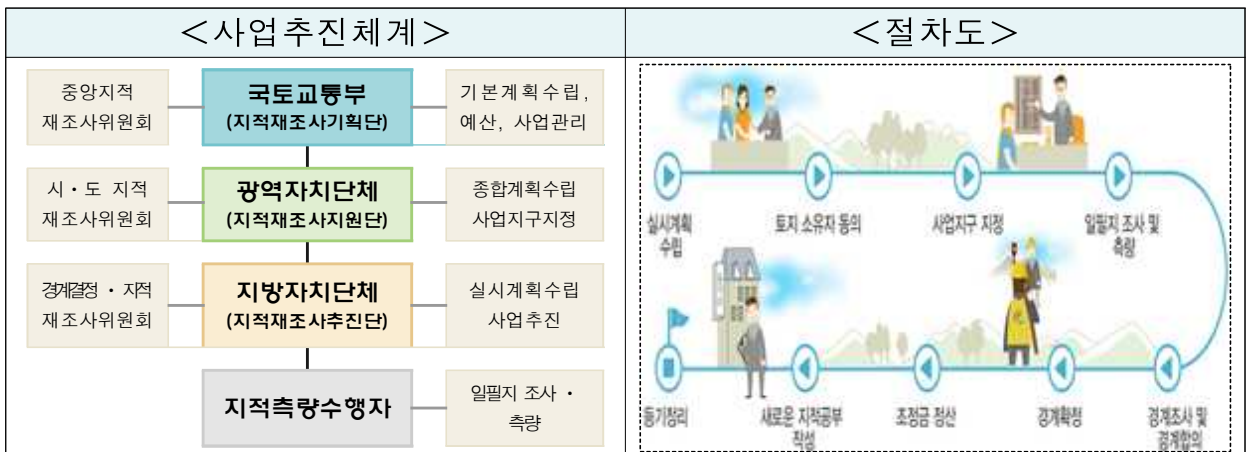 <사업추진체계>
<절차도>
중앙지적
재조사위원회
국토교통부
(지적재조사기획단)
기본계획수립,
예산, 사업관리
시・도 지적
재조사위원회
광역자치단체
(지적재조사지원단)
종합계획수립
사업지구지정
경계결정・지적
재조사위원회
지방자치단체
(지적재조사추진단)
실시계획수립
사업추진
지적측량수행자
일필지 조사・
측량
실시계획
수립
토지 소유자 동의
사업지구 지정
일필지 조사 및
측량
등기정리
새로운 지적공부
작성
조정금 정산
경계확정
경계조사 및
경계합의